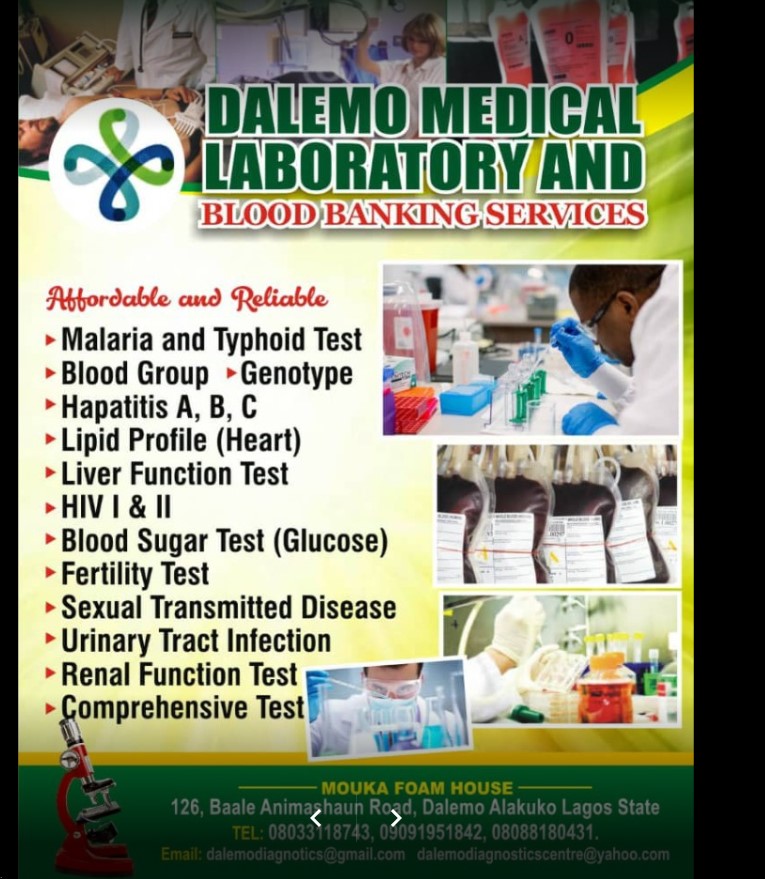 DALEMO MEDICAL
LABORATORY AND
BLOOD BANKING SERVICES
Affordable and Reliable
Malaria and Typhoid Test
Blood Group Genotype
Hapatitis A, B, C
Lipid Profile (Heart)
Liver Function Test
HIV I & II
Blood Sugar Test (Glucose)
Fertility Test
Sexual Transmitted Disease
Urinary Tract Infection
Renal Function Test
Comprehensive Test
MOUKA FOAM HOUSE
126, Baale Animashaun Road, Dalemo Alakuko Lagos State
TEL: 08033118743, 09091951842, 08088180431.
Email: dalemodiagnotics@gmail.com dalemodiagnosticscentre@yahoo.com